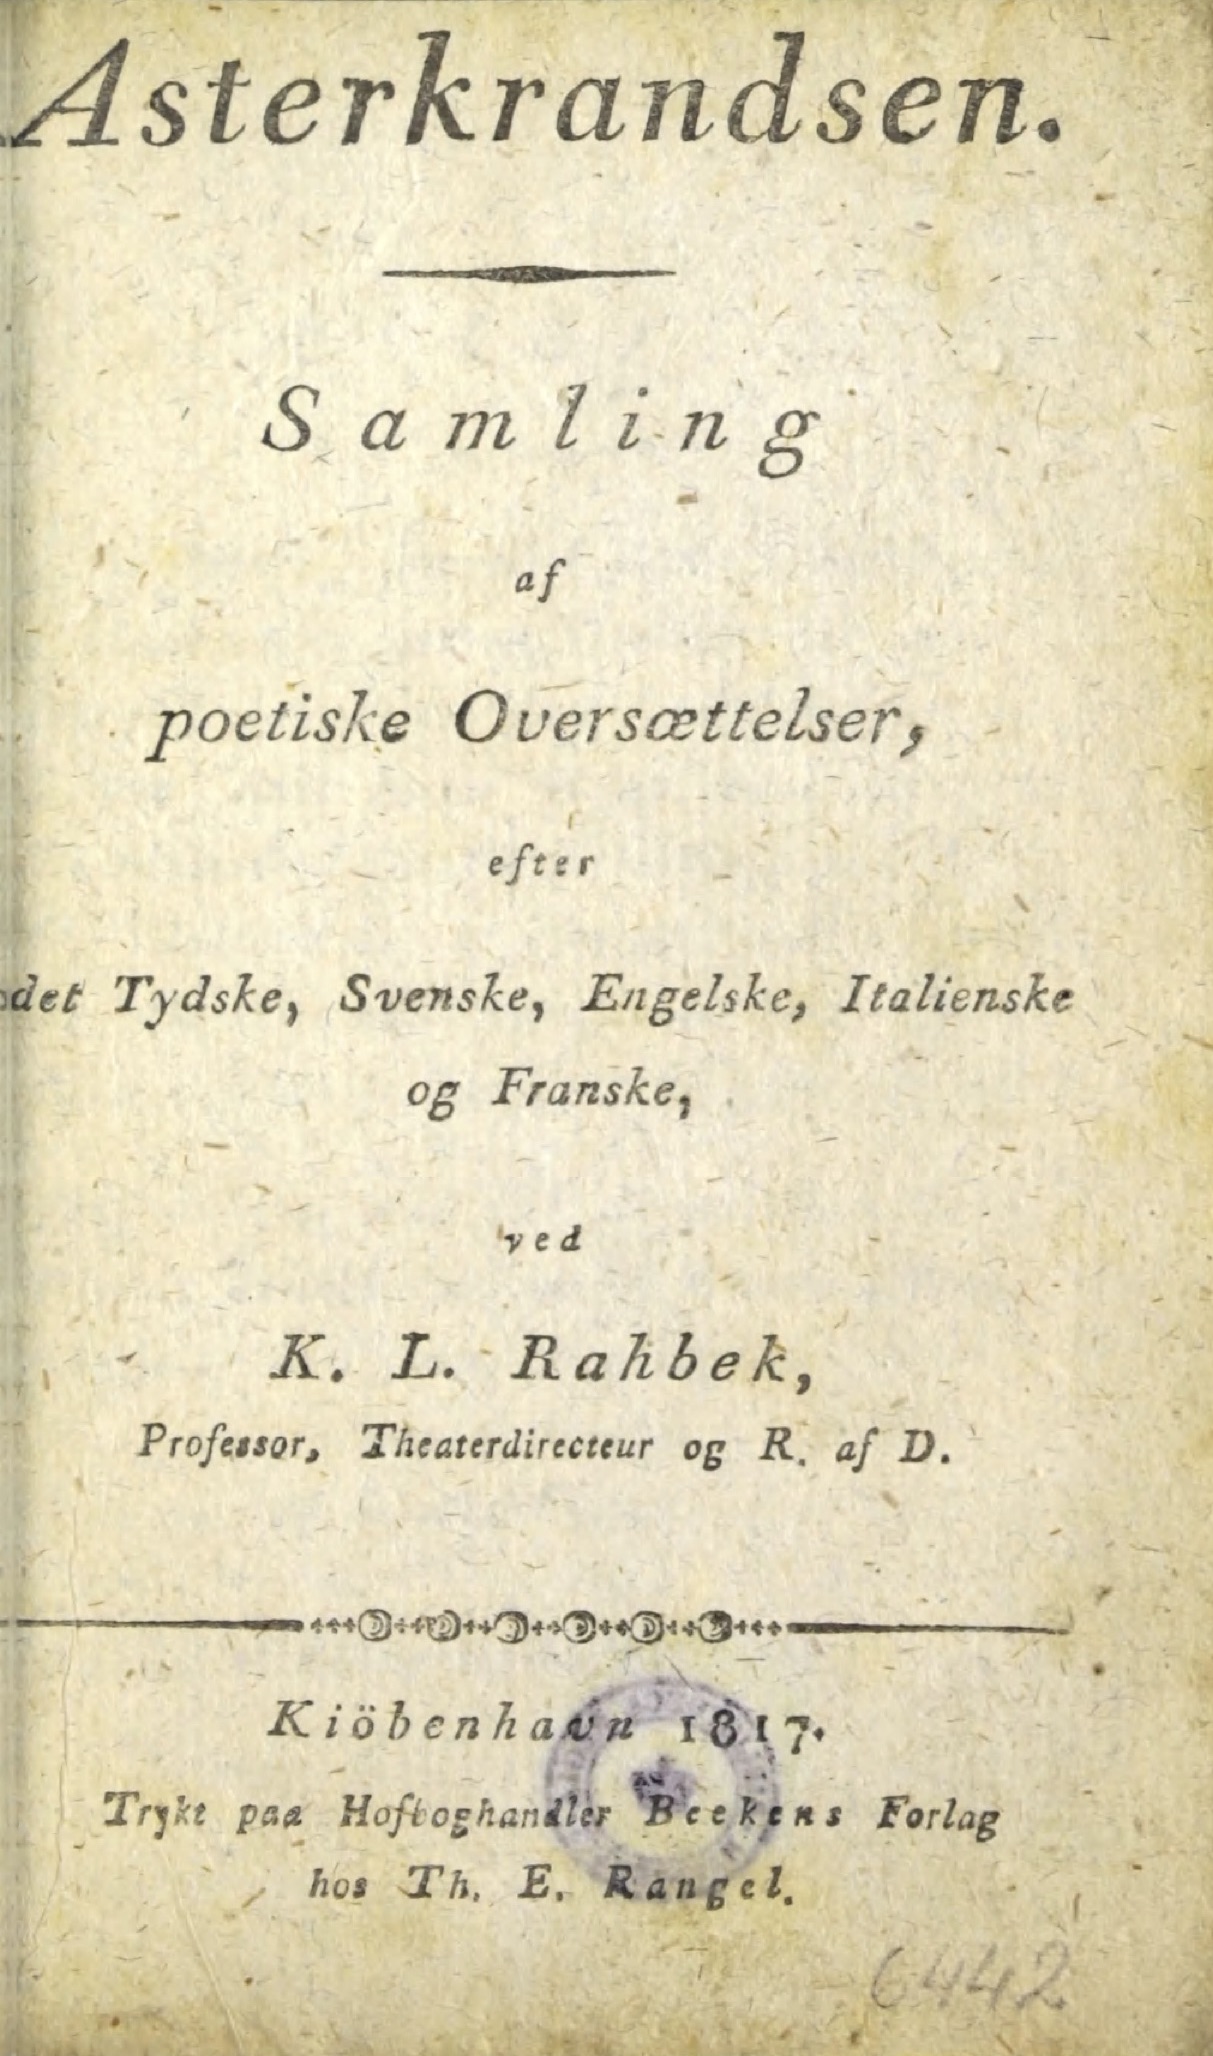 Asterkrandsen.
Samling
af
poetiske Oversættelser,
efter
det Tydske, Svenske, Engelske, Italienske
og Franske,
ved
K. L. Rahbek,
Professor, Theaterdirecteur og R. af D.
Kiöbenhavn 1817.
Trykt paa Hofboghandler Beekens Forlag
hos Th. E. Rangel.
6442